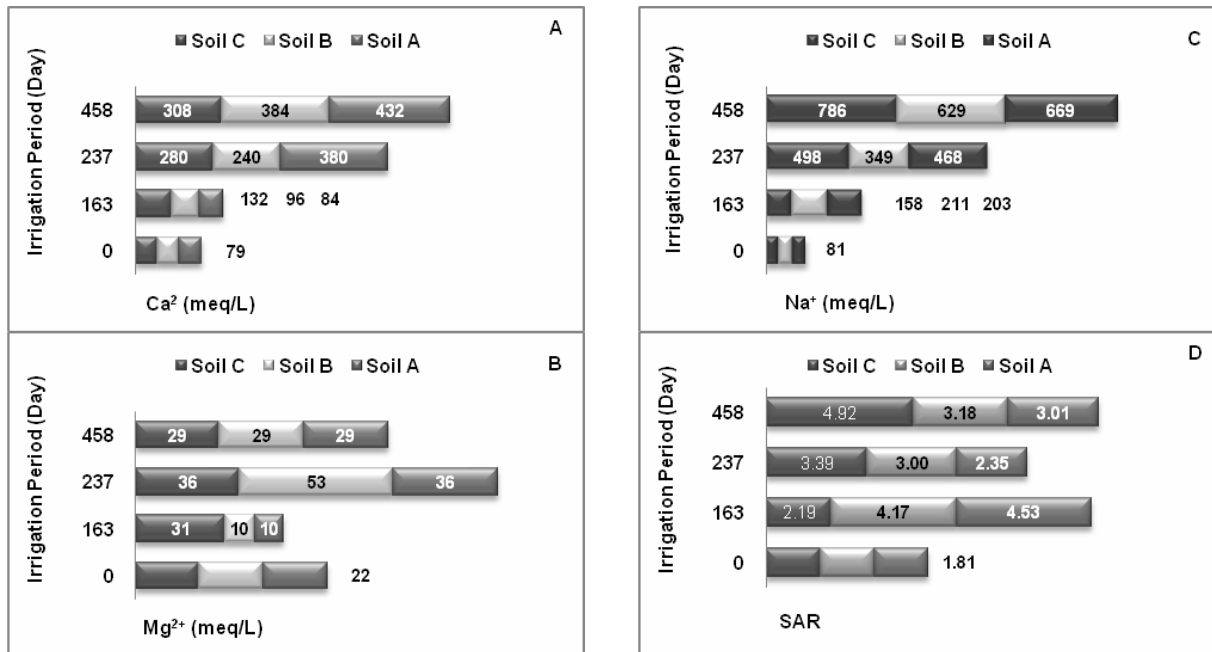 A
■ Soil C ■ Soil B ■ Soil A
Irrigation Period (Day)
458 308 384 432
237 280 240 380
163 132 96 84
0 79
Ca² (meq/L)
C
■ Soil C ■ Soil B ■ Soil A
Irrigation Period (Day)
458 786 629 669
237 498 349 468
163 158 211 203
0 81
Na⁺ (meq/L)
B
■ Soil C ■ Soil B ■ Soil A
Irrigation Period (Day)
458 29 29 29
237 36 53 36
163 31 10 10
0 22
Mg²⁺ (meq/L)
D
■ Soil C ■ Soil B ■ Soil A
Irrigation Period (Day)
458 4.92 3.18 3.01
237 3.39 3.00 2.35
163 2.19 4.17 4.53
0 1.81
SAR